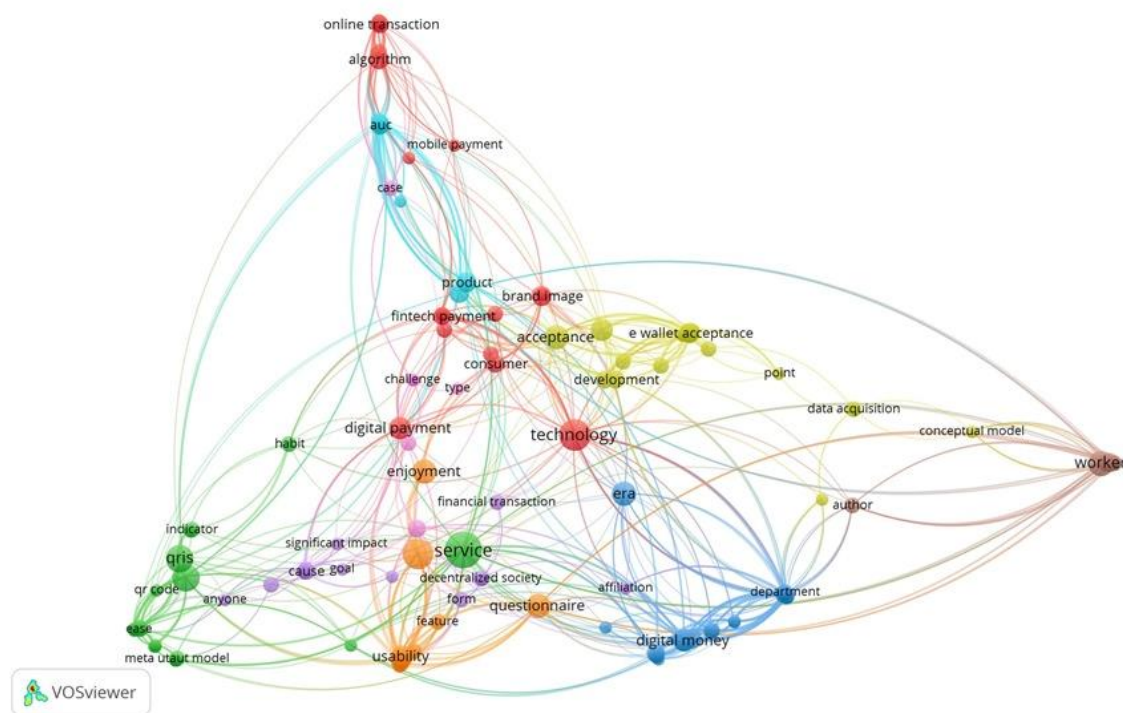 online transaction
algorithm
auc
mobile payment
case
product
brand image
fintech payment
acceptance
e wallet acceptance
consumer
challenge
type
development
point
data acquisition
digital payment
technology
conceptual model
habit
worker
enjoyment
era
financial transaction
author
indicator
significant impact
service
qris
cause
goal
decentralized society
qr code
anyone
form
affiliation
department
questionnaire
feature
ease
digital money
meta utaut model
usability
VOSviewer